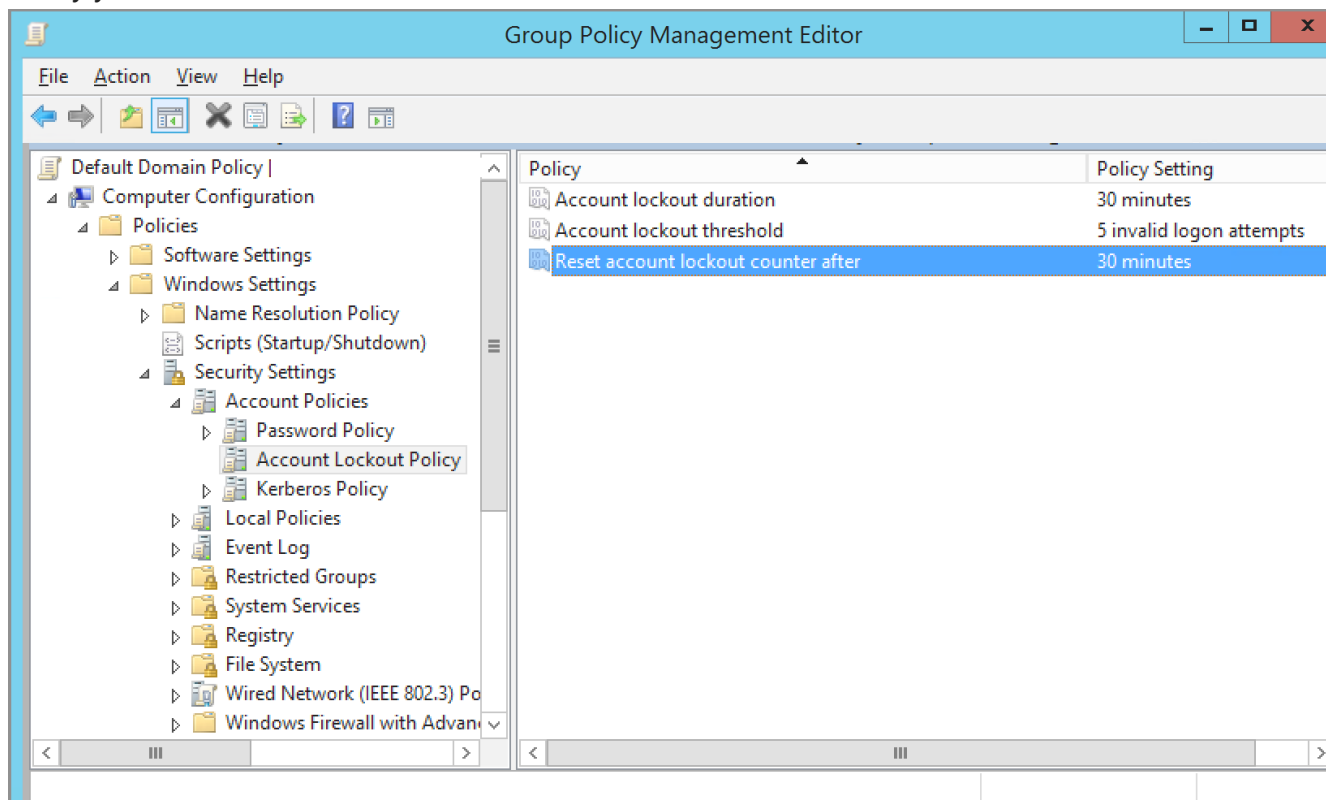 Group Policy Management Editor
File Action View Help
Default Domain Policy |
Computer Configuration
Policies
Software Settings
Windows Settings
Name Resolution Policy
Scripts (Startup/Shutdown)
Security Settings
Account Policies
Password Policy
Account Lockout Policy
Kerberos Policy
Local Policies
Event Log
Restricted Groups
System Services
Registry
File System
Wired Network (IEEE 802.3) Po
Windows Firewall with Advan
Policy Policy Setting
Account lockout duration 30 minutes
Account lockout threshold 5 invalid logon attempts
Reset account lockout counter after 30 minutes